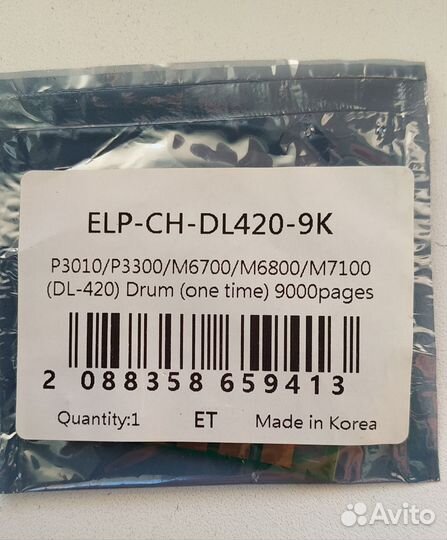 ELP-CH-DL420-9K
P3010/P3300/M6700/M6800/M7100
(DL-420) Drum (one time) 9000pages
2 088358 659413
Quantity:1 ET Made in Korea
Avito